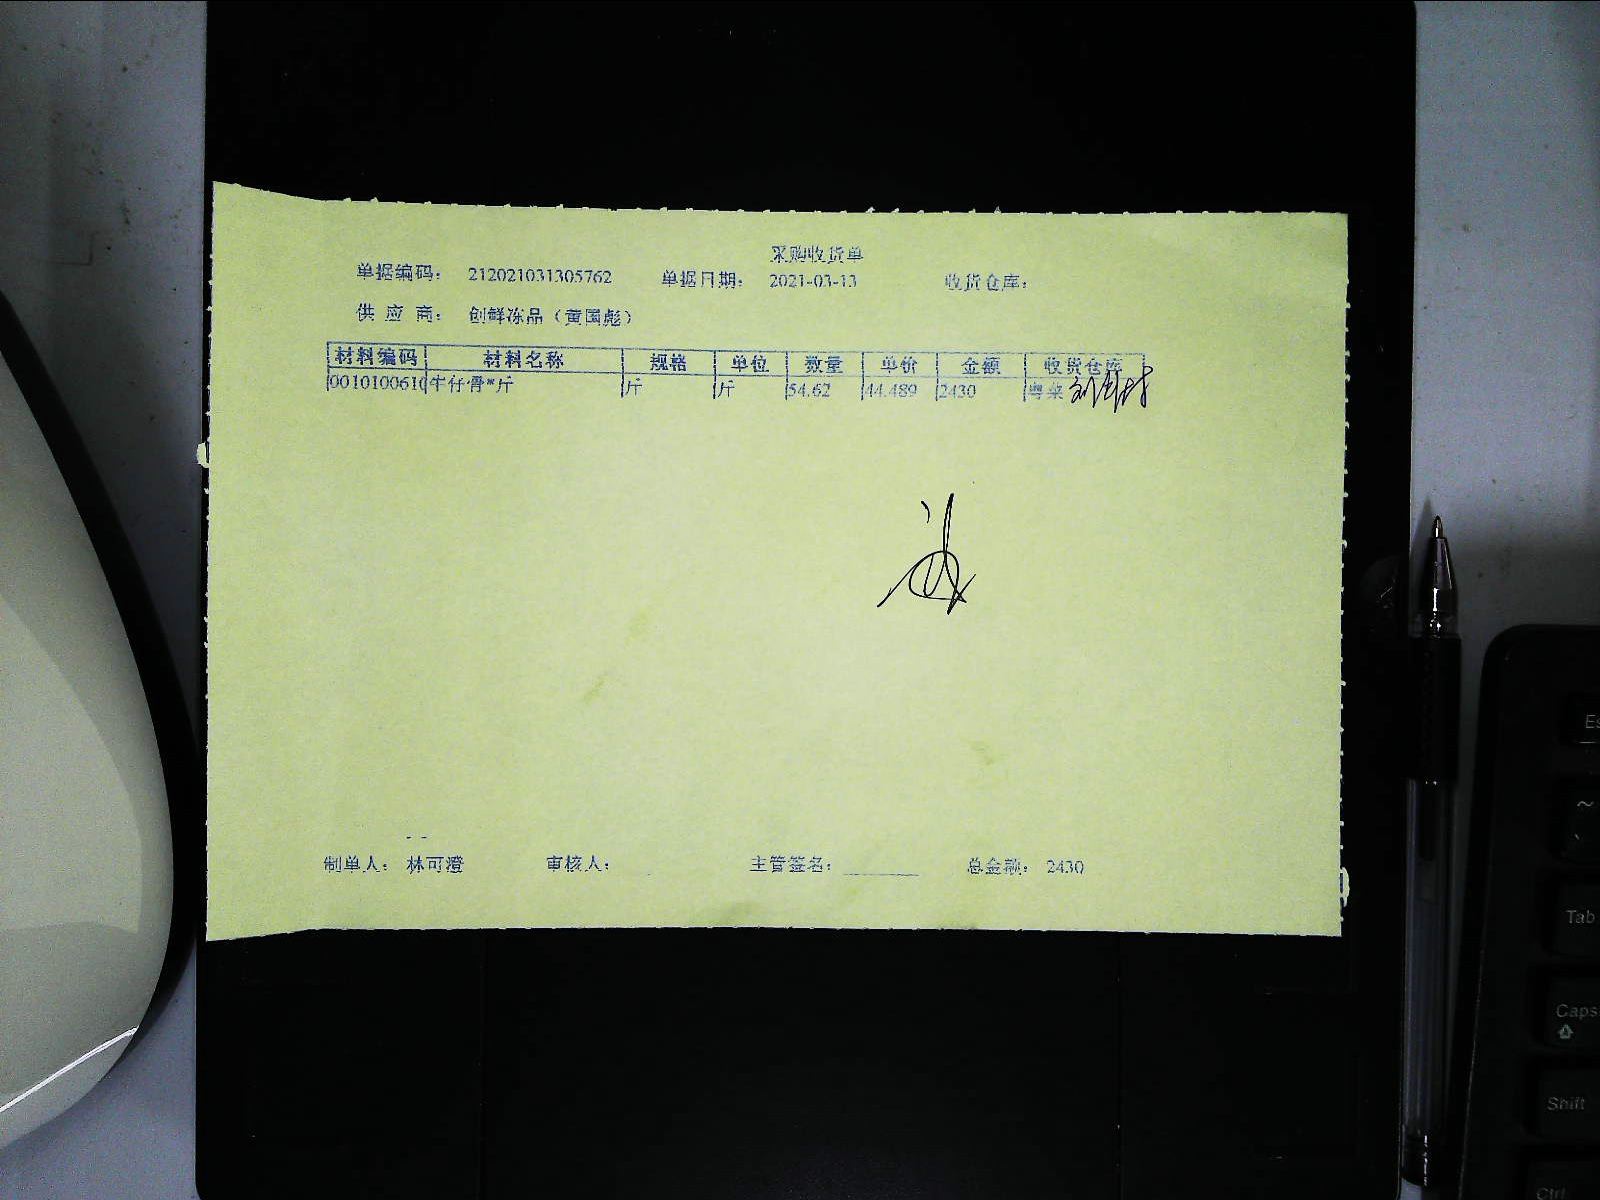 采购收货单
单据编码： 212021031305762 单据日期： 2021-03-13 收货仓库：
供 应 商： 创鲜冻品（黄国彪）
材料编码 材料名称 规格 单位 数量 单价 金额 收货仓库
0010100610 牛仔骨*斤 斤 斤 54.62 44.489 2430 粤菜
制单人： 林可澄 审核人： 主管签名： 总金额： 2430
Tab
Caps
Shift
Ctrl